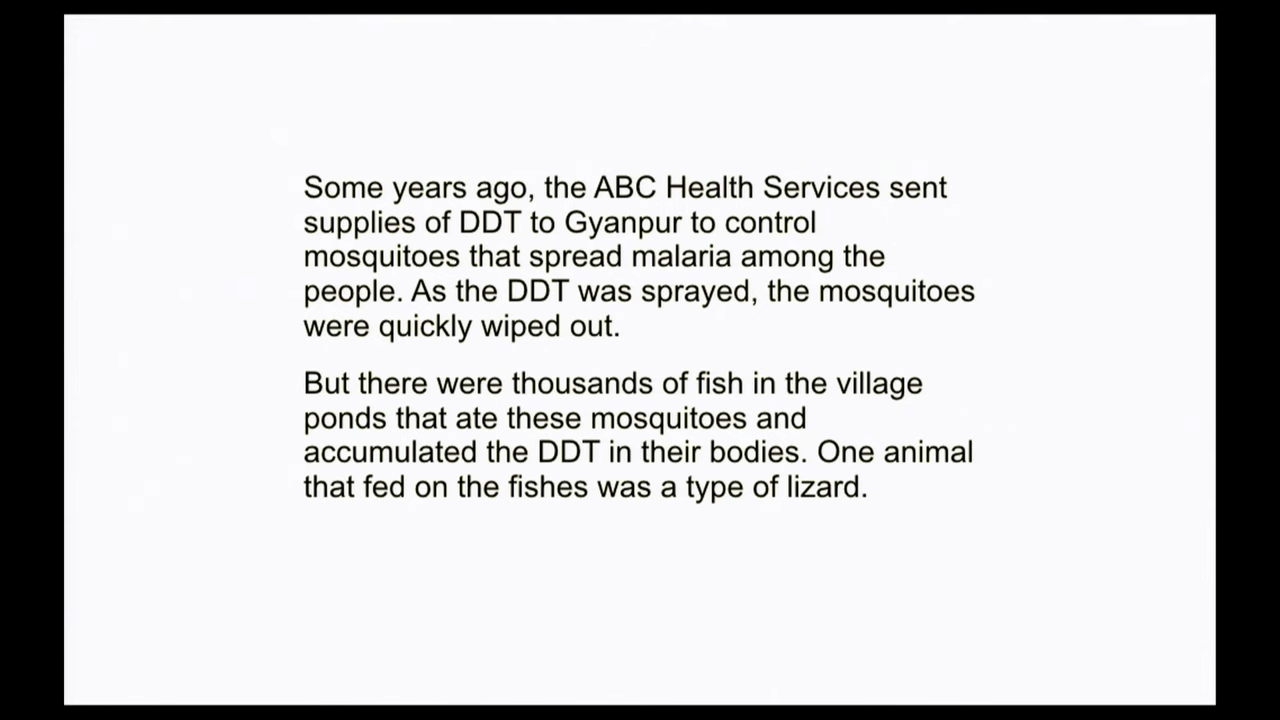 Some years ago, the ABC Health Services sent
supplies of DDT to Gyanpur to control
mosquitoes that spread malaria among the
people. As the DDT was sprayed, the mosquitoes
were quickly wiped out.
But there were thousands of fish in the village
ponds that ate these mosquitoes and
accumulated the DDT in their bodies. One animal
that fed on the fishes was a type of lizard.